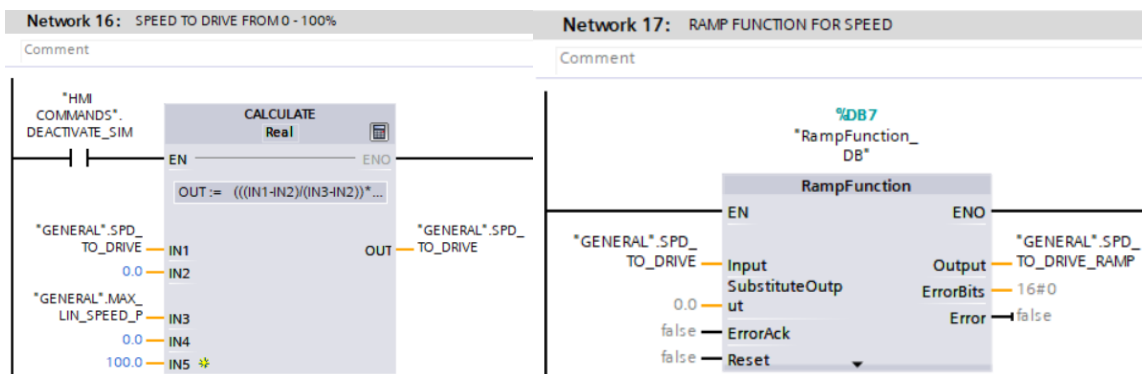 Network 16: SPEED TO DRIVE FROM 0 - 100%
Comment
"HMI
COMMANDS".
DEACTIVATE_SIM
CALCULATE
Real
EN
ENO
OUT := (((IN1-IN2)/(IN3-IN2))*...
"GENERAL".SPD_
TO_DRIVE
IN1
0.0
IN2
"GENERAL".MAX_
LIN_SPEED_P
IN3
0.0
IN4
100.0
IN5
OUT
"GENERAL".SPD_
TO_DRIVE
Network 17: RAMP FUNCTION FOR SPEED
Comment
%DB7
"RampFunction_
DB"
RampFunction
EN
ENO
"GENERAL".SPD_
TO_DRIVE
Input
0.0
SubstituteOutp
ut
false
ErrorAck
false
Reset
Output
"GENERAL".SPD_
TO_DRIVE_RAMP
ErrorBits
16#0
Error
false